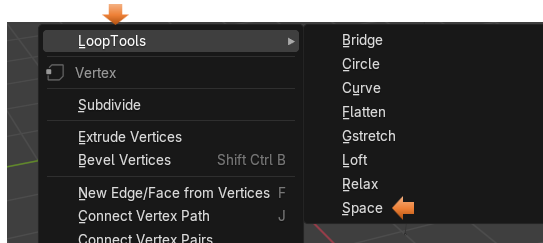 LoopTools
Vertex
Subdivide
Extrude Vertices
Bevel Vertices Shift Ctrl B
New Edge/Face from Vertices F
Connect Vertex Path J
Connect Vertex Pairs
Bridge
Circle
Curve
Flatten
Gstretch
Loft
Relax
Space